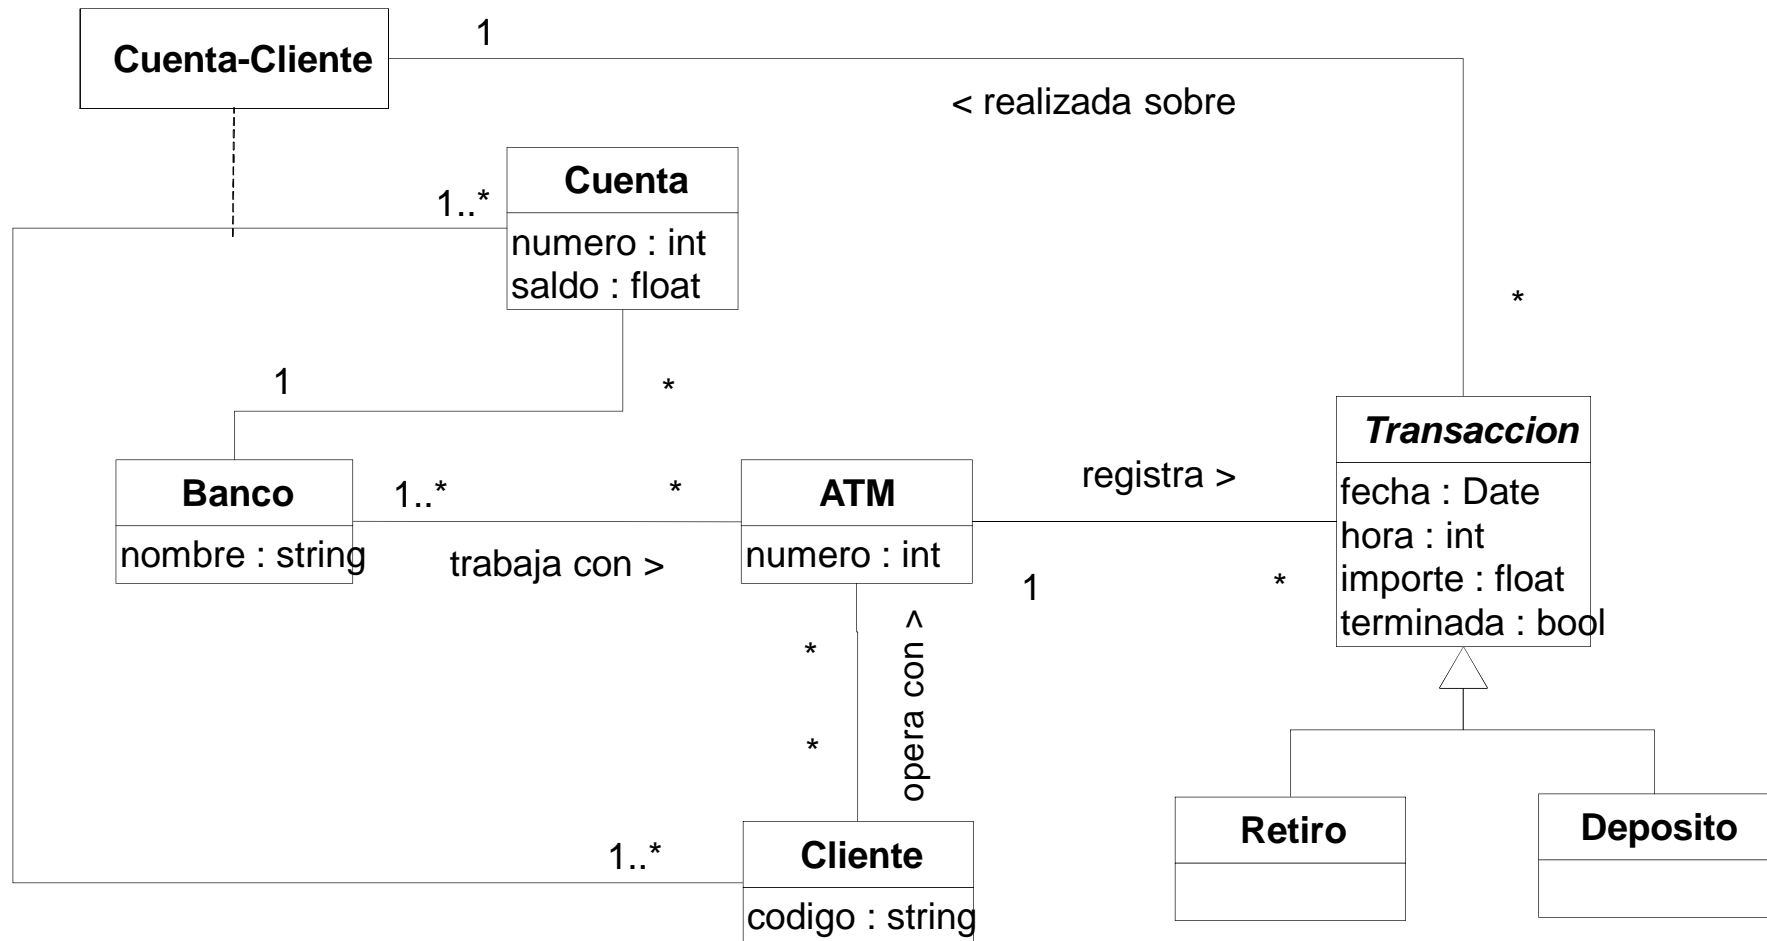 Cuenta-Cliente
1
< realizada sobre
Cuenta
1..*
numero : int
saldo : float
*
1
*
Transaccion
fecha : Date
hora : int
importe : float
terminada : bool
Banco
nombre : string
1..*
*
trabaja con >
ATM
numero : int
registra >
1
*
*
opera con >
*
Retiro
Deposito
1..*
Cliente
codigo : string